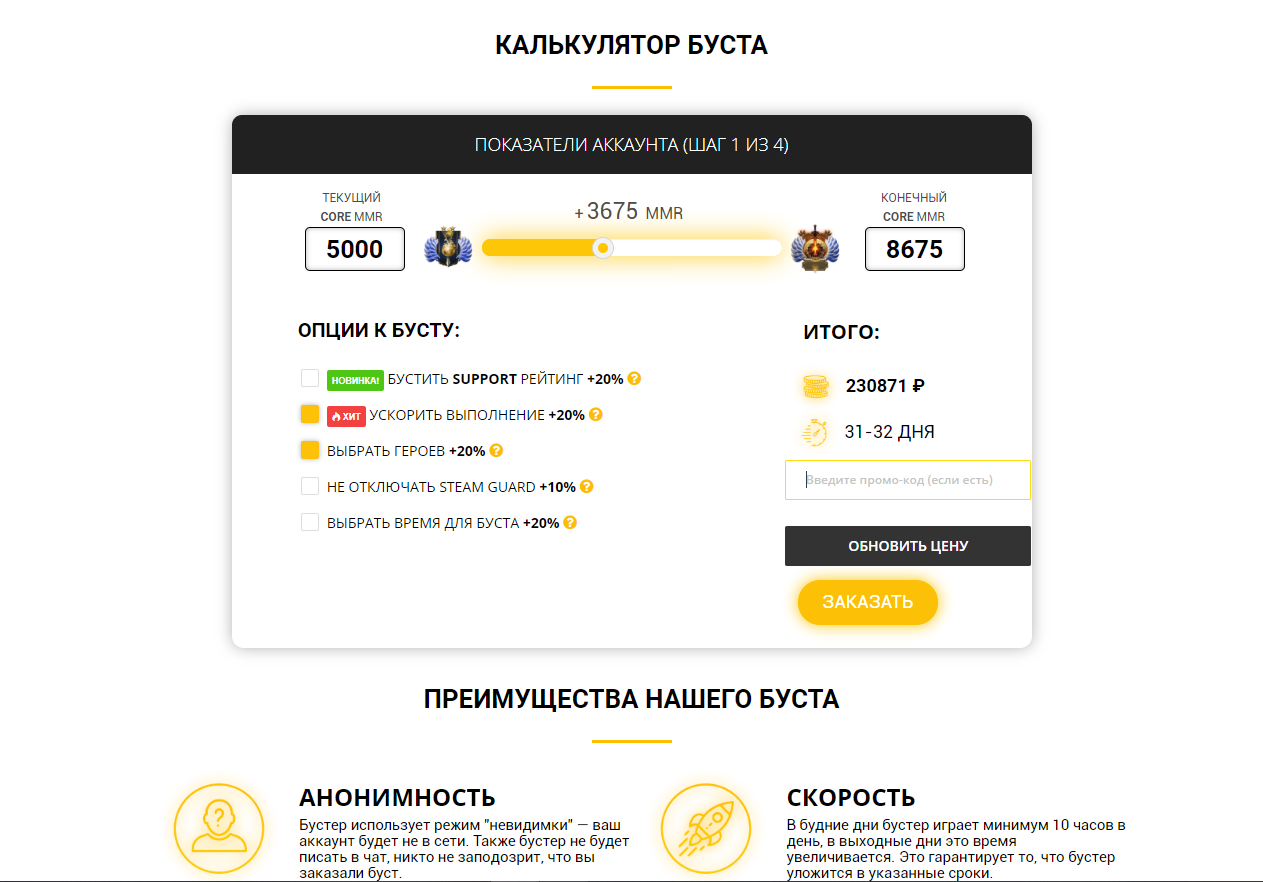 КАЛЬКУЛЯТОР БУСТА
ПОКАЗАТЕЛИ АККАУНТА (ШАГ 1 ИЗ 4)
ТЕКУЩИЙ
CORE MMR
5000
+3675 MMR
КОНЕЧНЫЙ
CORE MMR
8675
ОПЦИИ К БУСТУ:
НОВИНКА! БУСТИТЬ SUPPORT РЕЙТИНГ +20% ?
ХИТ УСКОРИТЬ ВЫПОЛНЕНИЕ +20% ?
ВЫБРАТЬ ГЕРОЕВ +20% ?
НЕ ОТКЛЮЧАТЬ STEAM GUARD +10% ?
ВЫБРАТЬ ВРЕМЯ ДЛЯ БУСТА +20% ?
ИТОГО:
230871 ₽
31-32 ДНЯ
Введите промо-код (если есть)
ОБНОВИТЬ ЦЕНУ
ЗАКАЗАТЬ
ПРЕИМУЩЕСТВА НАШЕГО БУСТА
?
АНОНИМНОСТЬ
Бустер использует режим "невидимки" — ваш
аккаунт будет не в сети. Также бустер не будет
писать в чат, никто не заподозрит, что вы
заказали буст.
СКОРОСТЬ
В будние дни бустер играет минимум 10 часов в
день, в выходные дни это время
увеличивается. Это гарантирует то, что бустер
уложится в указанные сроки.